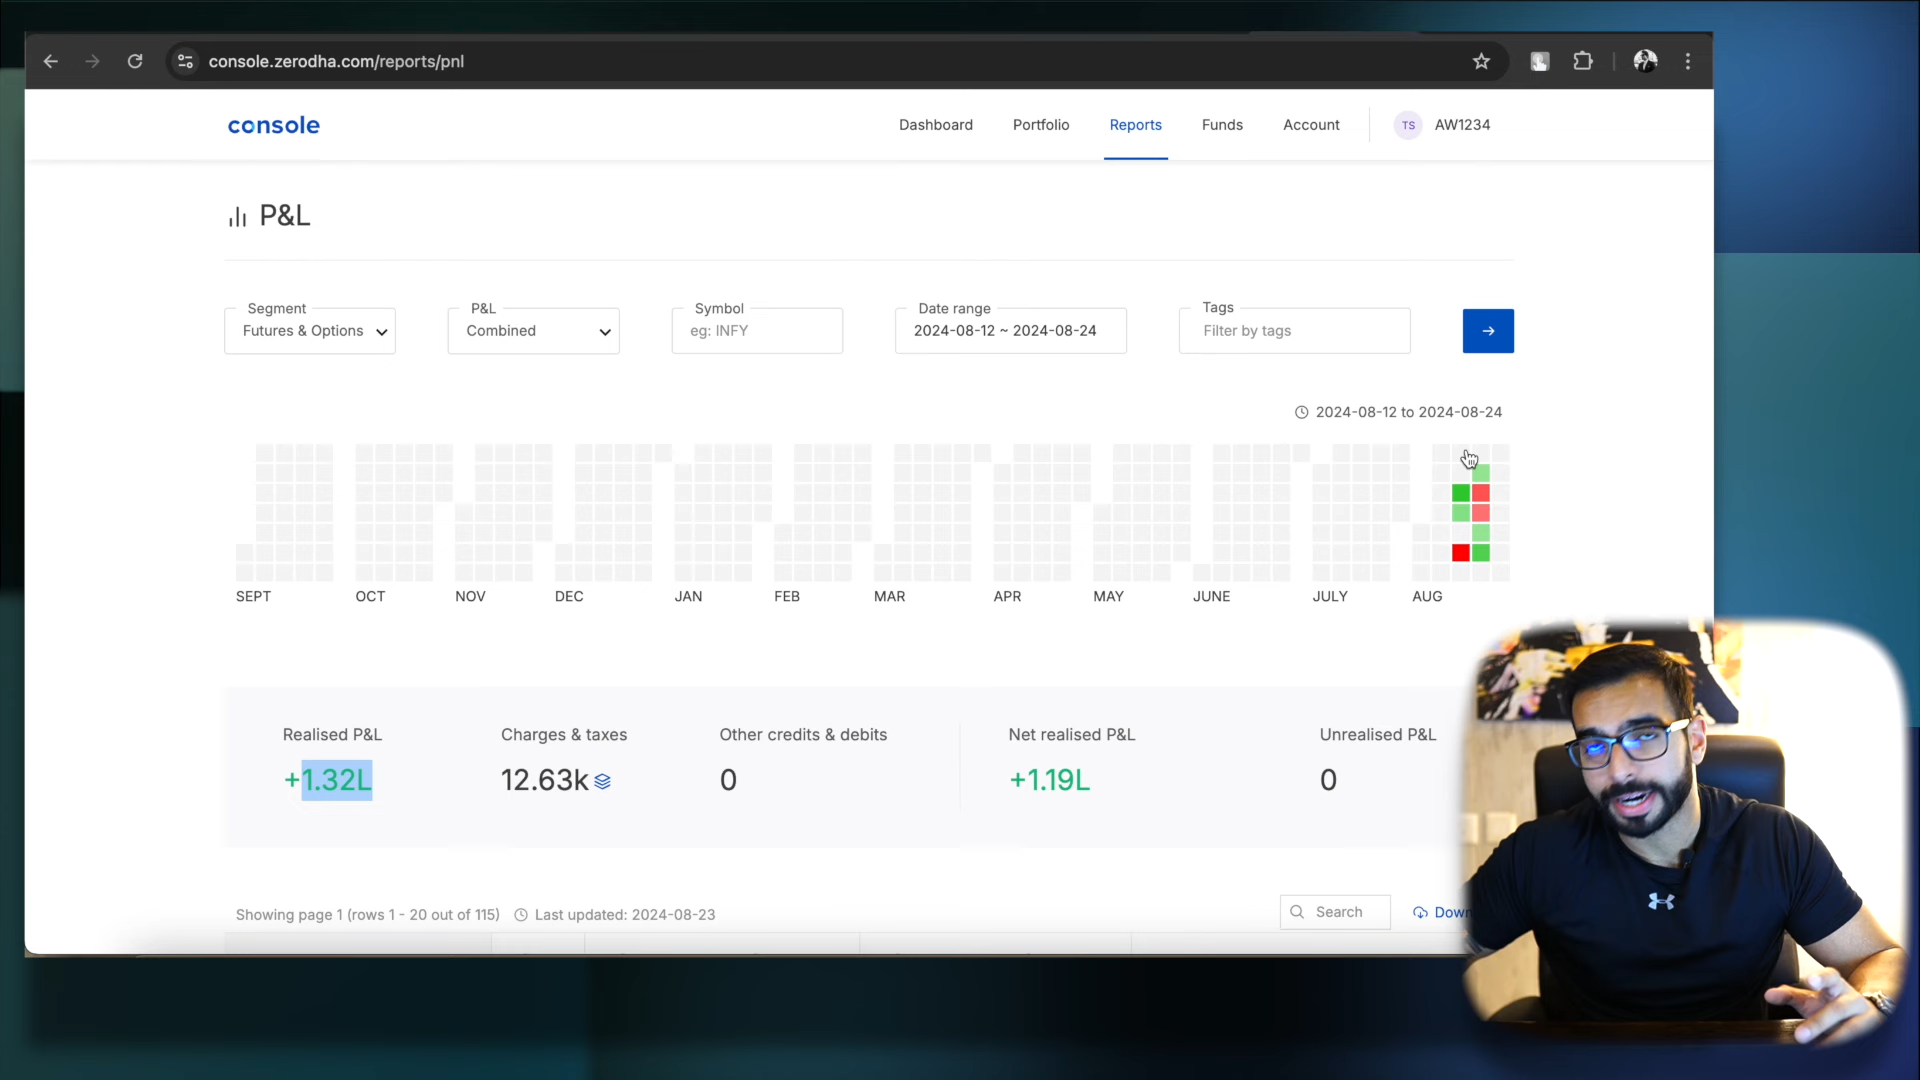 console.zerodha.com/reports/pnl
console
Dashboard
Portfolio
Reports
Funds
Account
TS
AW1234
P&L
Segment
Futures & Options
P&L
Combined
Symbol
eg: INFY
Date range
2024-08-12 ~ 2024-08-24
Tags
Filter by tags
2024-08-12 to 2024-08-24
SEPT
OCT
NOV
DEC
JAN
FEB
MAR
APR
MAY
JUNE
JULY
AUG
Realised P&L
+1.32L
Charges & taxes
12.63k
Other credits & debits
0
Net realised P&L
+1.19L
Unrealised P&L
0
Showing page 1 (rows 1 - 20 out of 115)
Last updated: 2024-08-23
Search
Down